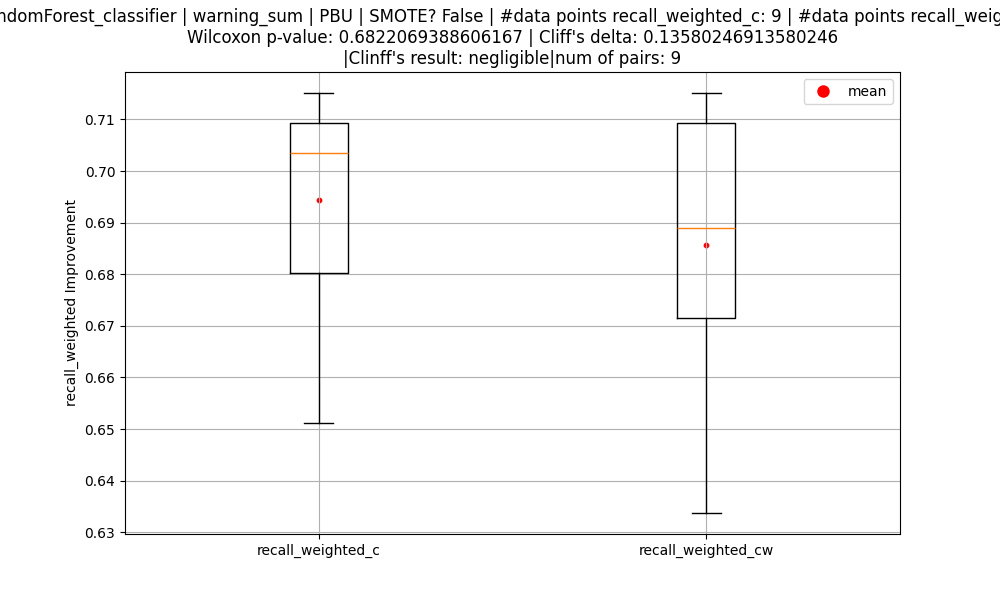 ndomForest_classifier | warning_sum | PBU | SMOTE? False | #data points recall_weighted_c: 9 | #data points recall_weig
Wilcoxon p-value: 0.6822069388606167 | Cliff's delta: 0.13580246913580246
|Clinff's result: negligible|num of pairs: 9
mean
0.71
0.70
0.69
0.68
0.67
0.66
0.65
0.64
0.63
recall_weighted Improvement
recall_weighted_c
recall_weighted_cw